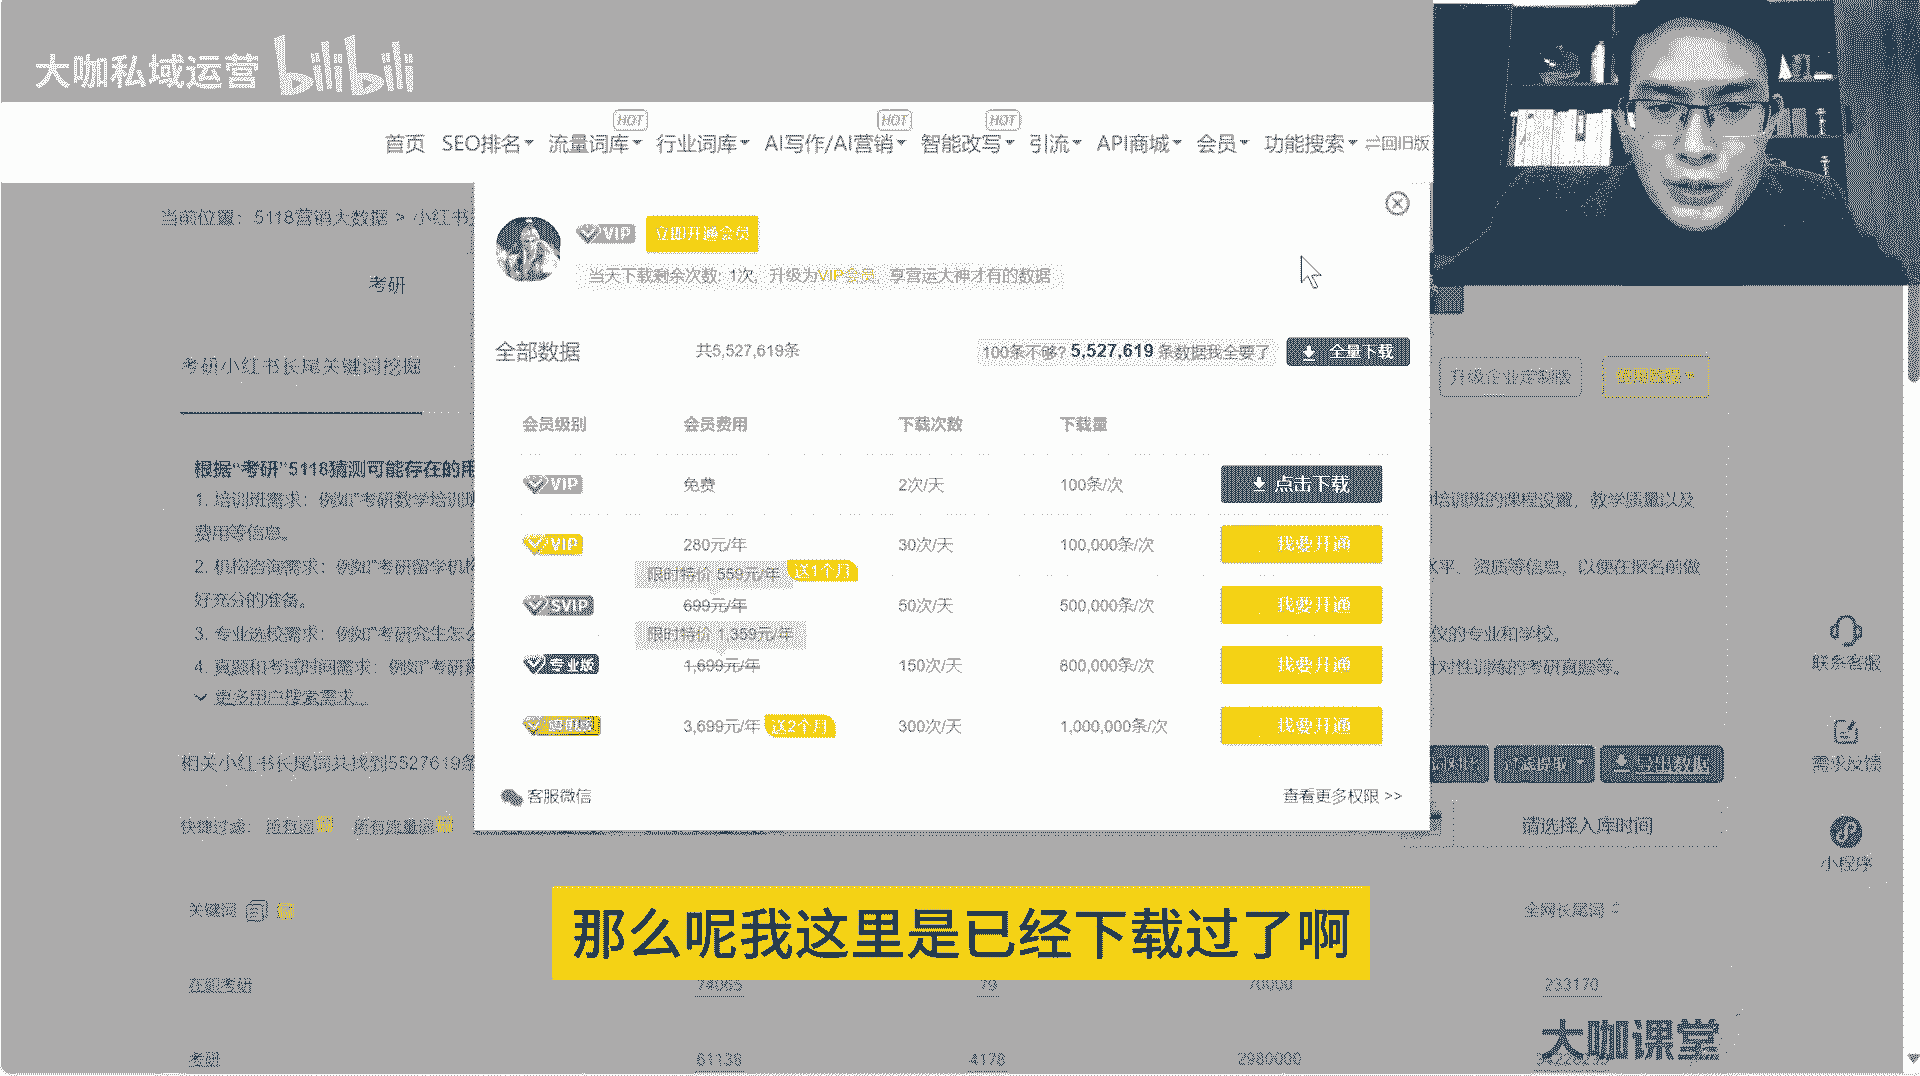 大咖私域运营 bilibili
HOT HOT HOT
首页 SEO排名 流量词库 行业词库 AI写作/AI营销 智能改写 引流 API商城 会员 功能搜索 回旧版
当前位置：5118营销大数据 > 小红书
VIP 立即开通会员
当天下载剩余次数: 1次，升级为VIP会员，享营运大神才有的数据
考研
全部数据 共5,527,619条 100条不够? 5,527,619 条数据我全要了 全量下载
考研小红书长尾关键词挖掘
升级企业定制版
会员级别 会员费用 下载次数 下载量
根据“考研”5118猜测可能存在的用
VIP 免费 2次/天 100条/次 点击下载
1. 培训班需求：例如“考研数学培训班
培训班的课程设置，教学质量以及
费用等信息。
VIP 280元/年 30次/天 100,000条/次 我要开通
2. 机构咨询需求：例如“考研留学机构
水平、资质等信息，以便在报名前做
限时特价 559元/年 送1个月
好充分的准备。
SVIP 699元/年 50次/天 500,000条/次 我要开通
3. 专业选校需求：例如“考研究生怎么
仪的专业和学校。
限时特价 1,359元/年
专业版 1,699元/年 150次/天 800,000条/次 我要开通
4. 真题和考试时间需求：例如“考研真
对性训练的考研真题等。
更多用户搜索需求
3,699元/年 送2个月 300次/天 1,000,000条/次 我要开通
联系客服
相关小红书长尾词共找到5527619条
导出数据
需求反馈
客服微信 查看更多权限 >>
快捷过滤： 所有词 所有流量词
请选择入库时间
小程序
关键词 全网长尾词
那么呢我这里是已经下载过了啊
在职考研 74065 79 70000 233170
大咖课堂
考研 61138 4178 2980000